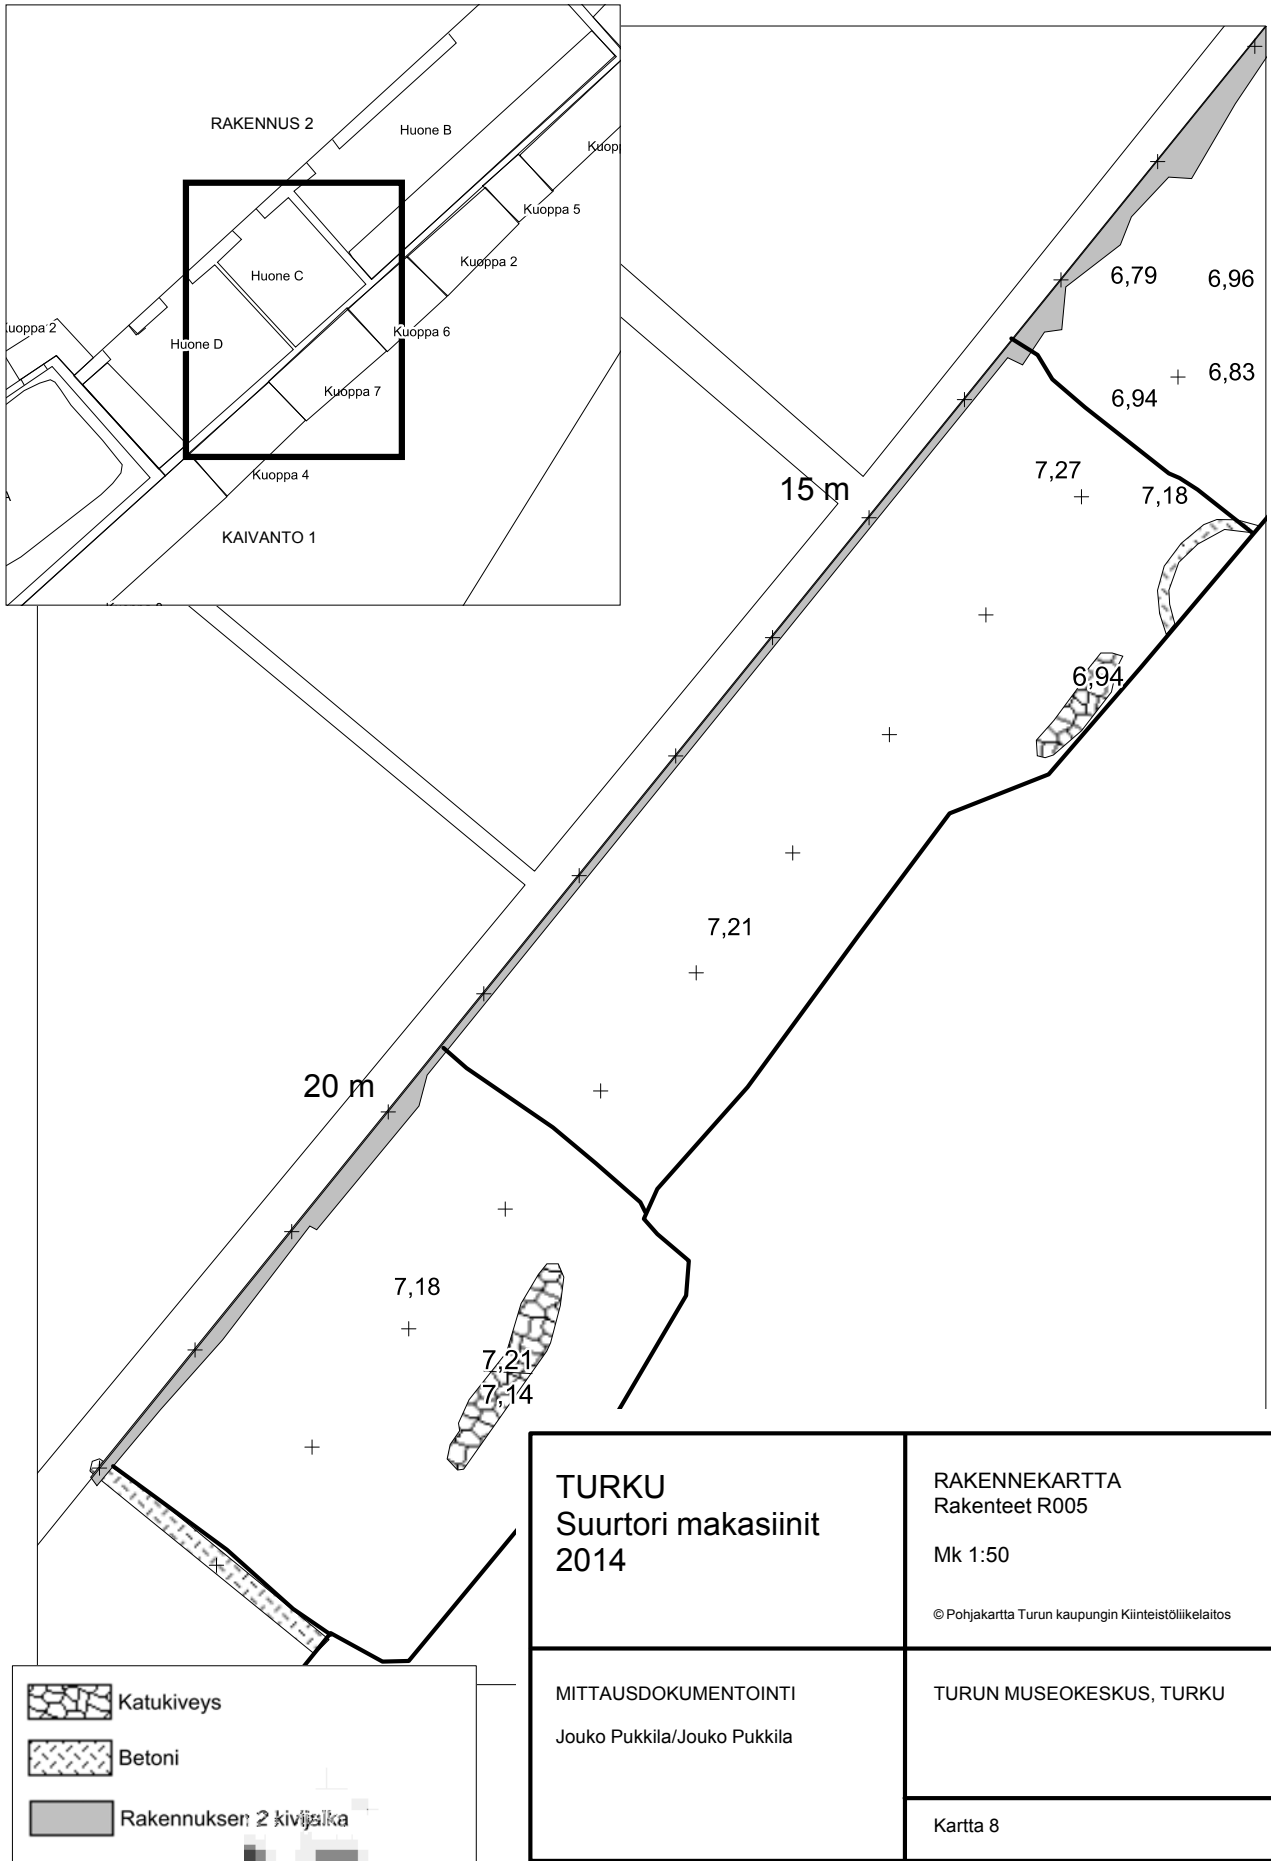 RAKENNUS 2
Huone B
Kuopp
Kuoppa 5
Kuoppa 2
Huone C
Kuoppa 6
uoppa 2
Huone D
Kuoppa 7
Kuoppa 4
A
KAIVANTO 1
6,79
6,96
6,83
6,94
7,27
7,18
15 m
6,94
7,21
20 m
7,18
7,21
7,14
TURKU
Suurtori makasiinit
2014
RAKENNEKARTTA
Rakenteet R005
Mk 1:50
© Pohjakartta Turun kaupungin Kiinteistöliikelaitos
MITTAUSDOKUMENTOINTI
Jouko Pukkila/Jouko Pukkila
TURUN MUSEOKESKUS, TURKU
Kartta 8
Katukiveys
Betoni
Rakennuksen 2 kivijalka